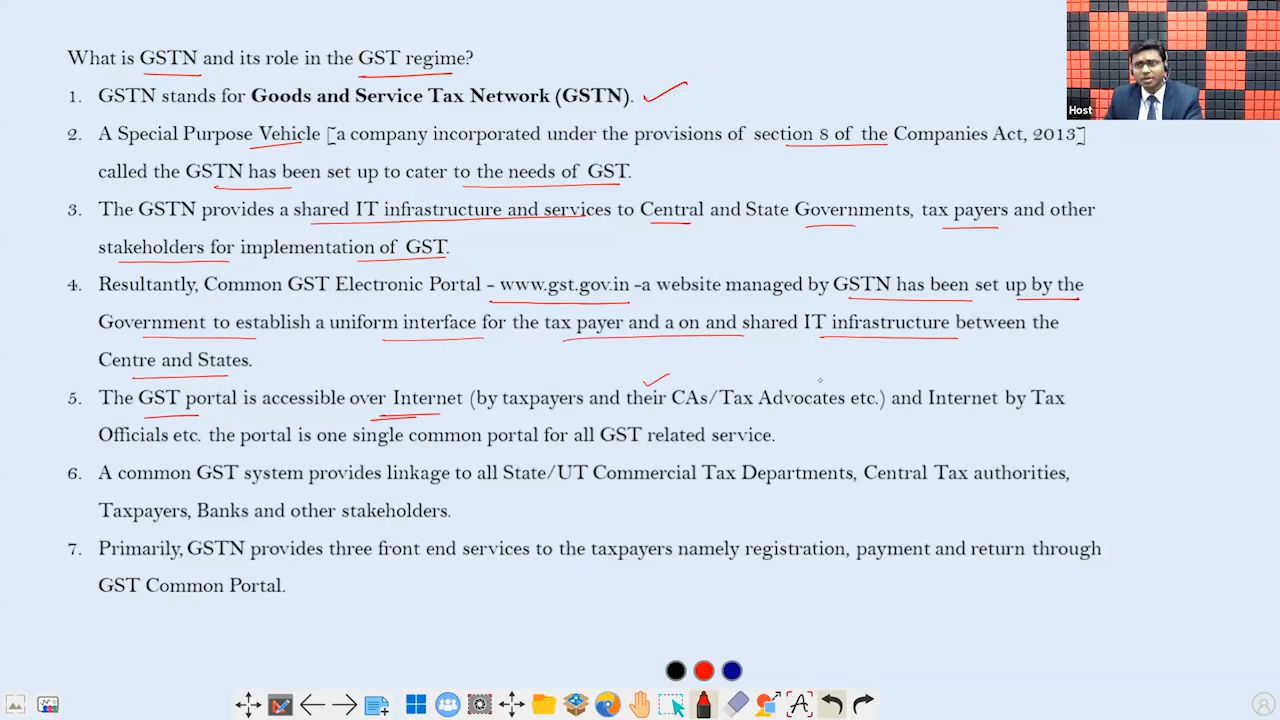 What is GSTN and its role in the GST regime?
1. GSTN stands for Goods and Service Tax Network (GSTN).
2. A Special Purpose Vehicle [a company incorporated under the provisions of section 8 of the Companies Act, 2013]
called the GSTN has been set up to cater to the needs of GST.
3. The GSTN provides a shared IT infrastructure and services to Central and State Governments, tax payers and other
stakeholders for implementation of GST.
4. Resultantly, Common GST Electronic Portal – www.gst.gov.in –a website managed by GSTN has been set up by the
Government to establish a uniform interface for the tax payer and a on and shared IT infrastructure between the
Centre and States.
5. The GST portal is accessible over Internet (by taxpayers and their CAs/Tax Advocates etc.) and Internet by Tax
Officials etc. the portal is one single common portal for all GST related service.
6. A common GST system provides linkage to all State/UT Commercial Tax Departments, Central Tax authorities,
Taxpayers, Banks and other stakeholders.
7. Primarily, GSTN provides three front end services to the taxpayers namely registration, payment and return through
GST Common Portal.
Host